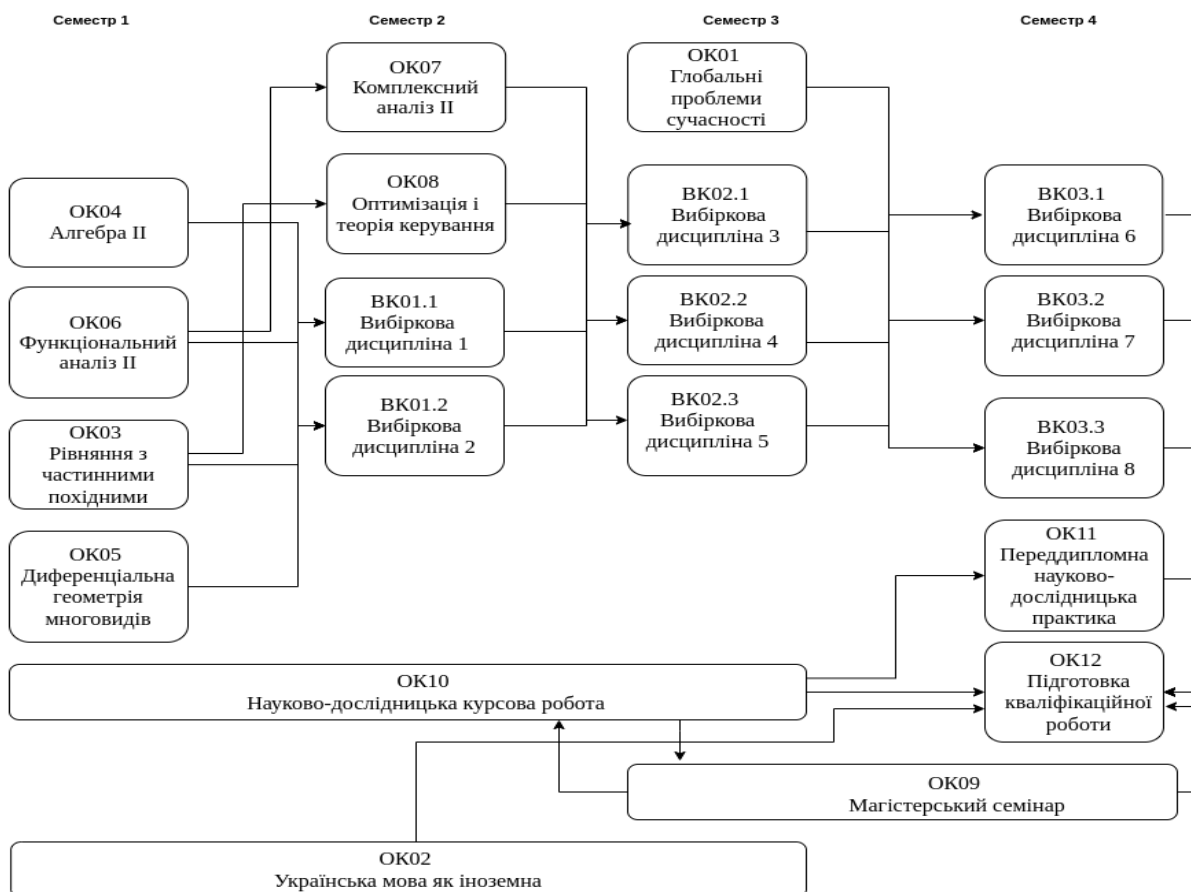 Семестр 1
Семестр 2
Семестр 3
Семестр 4
ОК04
Алгебра II
ОК06
Функціональний
аналіз II
ОК03
Рівняння з
частинними
похідними
ОК05
Диференціальна
геометрія
многовидів
ОК07
Комплексний
аналіз II
ОК08
Оптимізація і
теорія керування
ВК01.1
Вибіркова
дисципліна 1
ВК01.2
Вибіркова
дисципліна 2
ОК01
Глобальні
проблеми
сучасності
ВК02.1
Вибіркова
дисципліна 3
ВК02.2
Вибіркова
дисципліна 4
ВК02.3
Вибіркова
дисципліна 5
ВК03.1
Вибіркова
дисципліна 6
ВК03.2
Вибіркова
дисципліна 7
ВК03.3
Вибіркова
дисципліна 8
ОК11
Переддипломна
науково-
дослідницька
практика
ОК12
Підготовка
кваліфікаційної
роботи
ОК10
Науково-дослідницька курсова робота
ОК09
Магістерський семінар
ОК02
Українська мова як іноземна